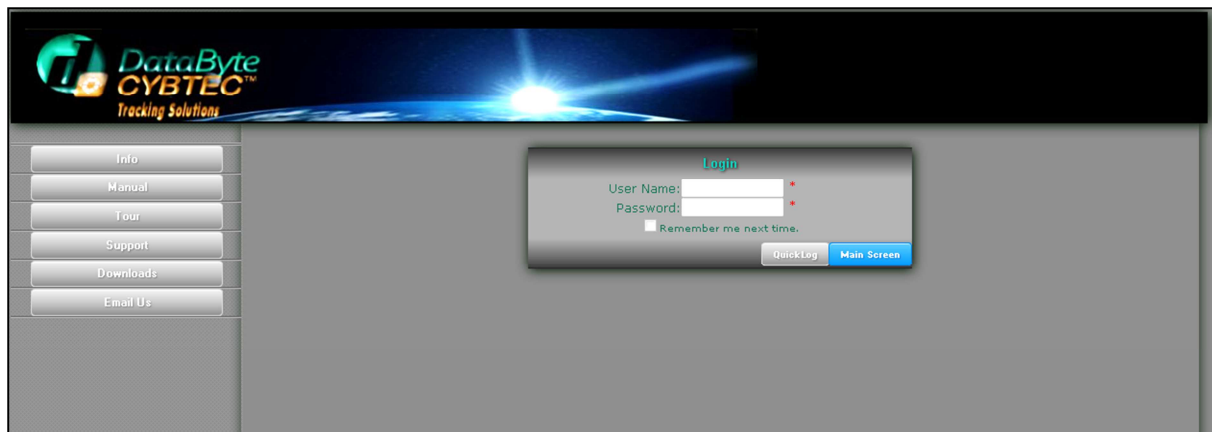 DataByte
CYBTEC™
Tracking Solutions
Info
Manual
Tour
Support
Downloads
Email Us
Login
User Name: *
Password: *
Remember me next time.
QuickLog Main Screen